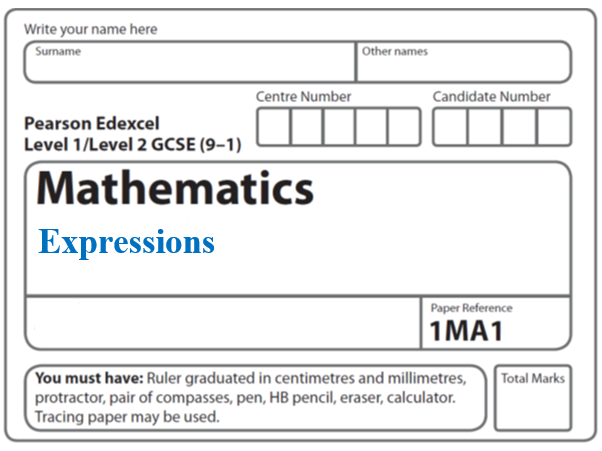 Write your name here
Surname
Other names
Centre Number
Candidate Number
Pearson Edexcel
Level 1/Level 2 GCSE (9–1)
Mathematics
Expressions
Paper Reference
1MA1
You must have: Ruler graduated in centimetres and millimetres,
protractor, pair of compasses, pen, HB pencil, eraser, calculator.
Tracing paper may be used.
Total Marks